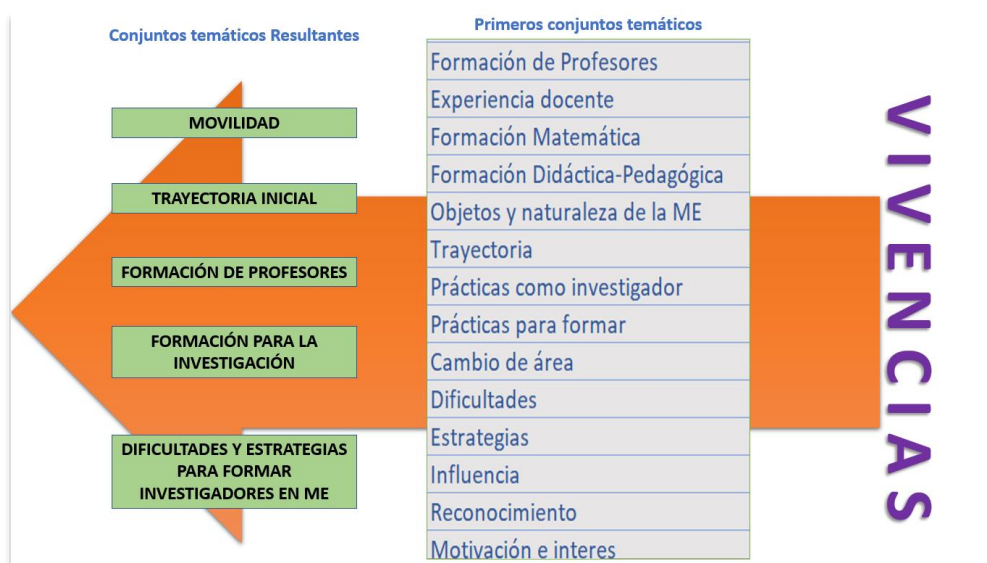 Conjuntos temáticos Resultantes
MOVILIDAD
TRAYECTORIA INICIAL
FORMACIÓN DE PROFESORES
FORMACIÓN PARA LA
INVESTIGACIÓN
DIFICULTADES Y ESTRATEGIAS
PARA FORMAR
INVESTIGADORES EN ME
Primeros conjuntos temáticos
Formación de Profesores
Experiencia docente
Formación Matemática
Formación Didáctica-Pedagógica
Objetos y naturaleza de la ME
Trayectoria
Prácticas como investigador
Prácticas para formar
Cambio de área
Dificultades
Estrategias
Influencia
Reconocimiento
Motivación e interes
VIVENCIAS